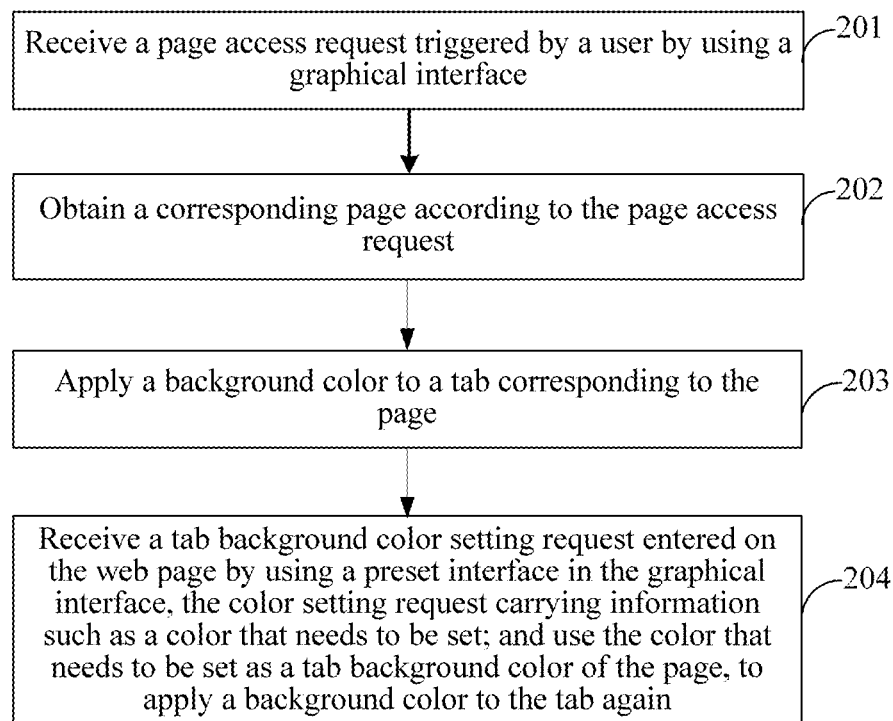 Receive a page access request triggered by a user by using a
graphical interface
201
Obtain a corresponding page according to the page access
request
202
Apply a background color to a tab corresponding to the
page
203
Receive a tab background color setting request entered on
the web page by using a preset interface in the graphical
interface, the color setting request carrying information
such as a color that needs to be set; and use the color that
needs to be set as a tab background color of the page, to
apply a background color to the tab again
204